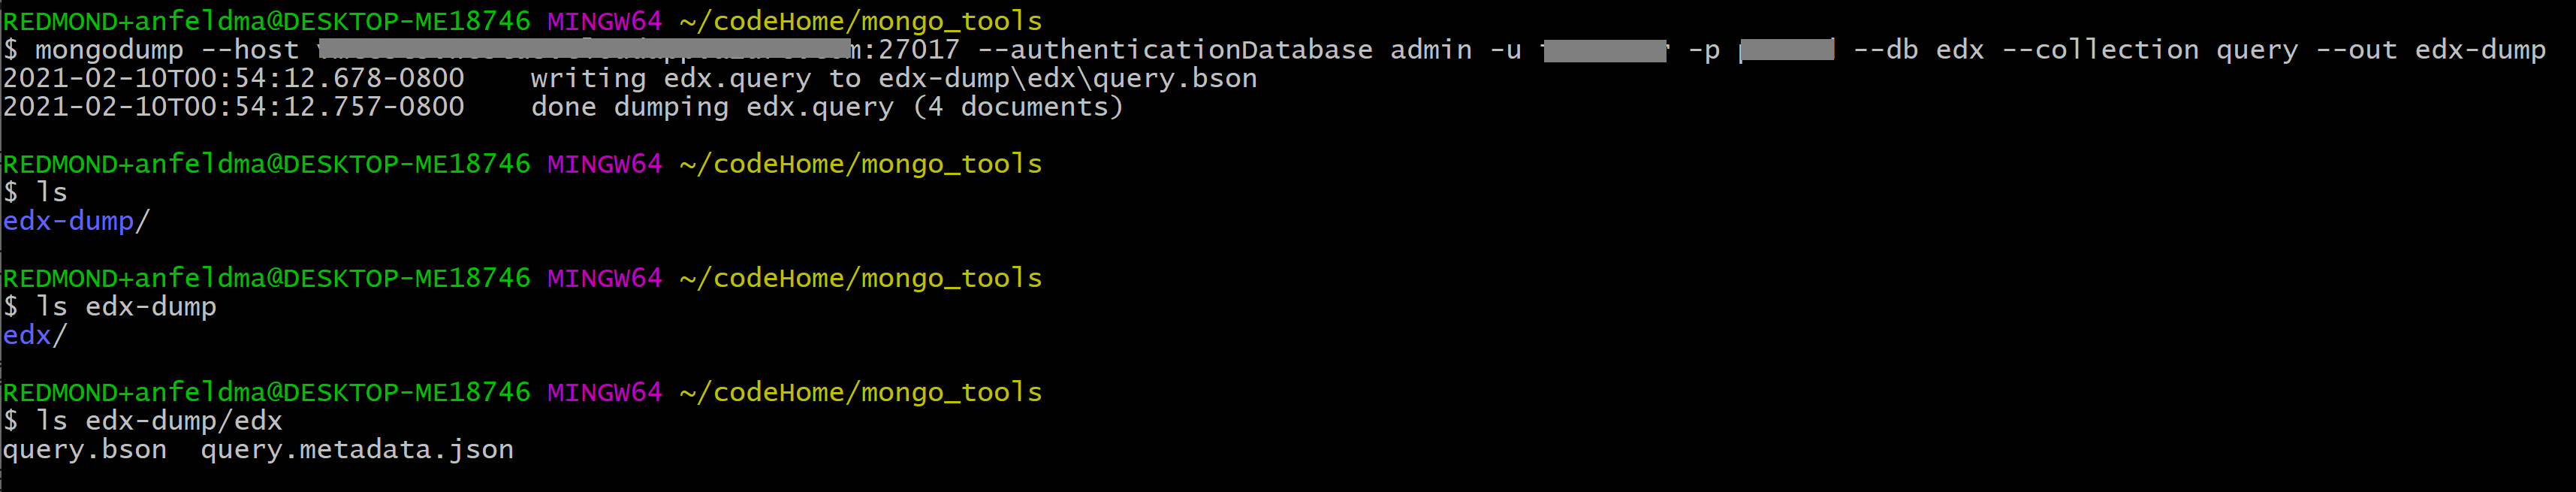 REDMOND+anfeldma@DESKTOP-ME18746 MINGW64 ~/codeHome/mongo_tools
$ mongodump --host m:27017 --authenticationDatabase admin -u -p --db edx --collection query --out edx-dump
2021-02-10T00:54:12.678-0800 writing edx.query to edx-dump\edx\query.bson
2021-02-10T00:54:12.757-0800 done dumping edx.query (4 documents)
REDMOND+anfeldma@DESKTOP-ME18746 MINGW64 ~/codeHome/mongo_tools
$ ls
edx-dump/
REDMOND+anfeldma@DESKTOP-ME18746 MINGW64 ~/codeHome/mongo_tools
$ ls edx-dump
edx/
REDMOND+anfeldma@DESKTOP-ME18746 MINGW64 ~/codeHome/mongo_tools
$ ls edx-dump/edx
query.bson query.metadata.json